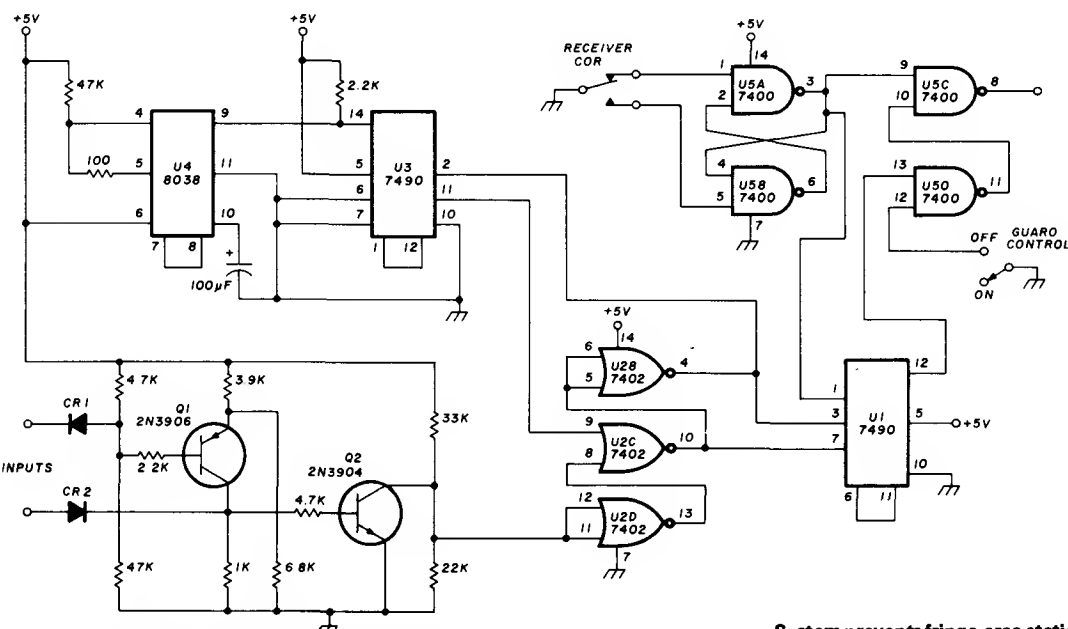 +5V
47K
4
9
100
5
U4
8038
11
6
10
7
8
+
100μF
+5V
2.2K
14
5
U3
7490
2
6
11
7
10
1
12
RECEIVER
COR
+5V
14
1
U5A
7400
3
2
4
U5B
7400
6
5
7
9
U5C
7400
8
10
13
U5D
7400
11
12
OFF
GUARD
CONTROL
ON
4.7K
3.9K
CR1
Q1
2N3906
2 2K
INPUTS
CR2
47K
1K
6 8K
Q2
2N3904
4.7K
33K
22K
+5V
14
6
U2B
7402
4
5
9
U2C
7402
10
8
12
U2D
7402
13
11
7
12
1
U1
7490
3
5
+5V
7
10
6
11